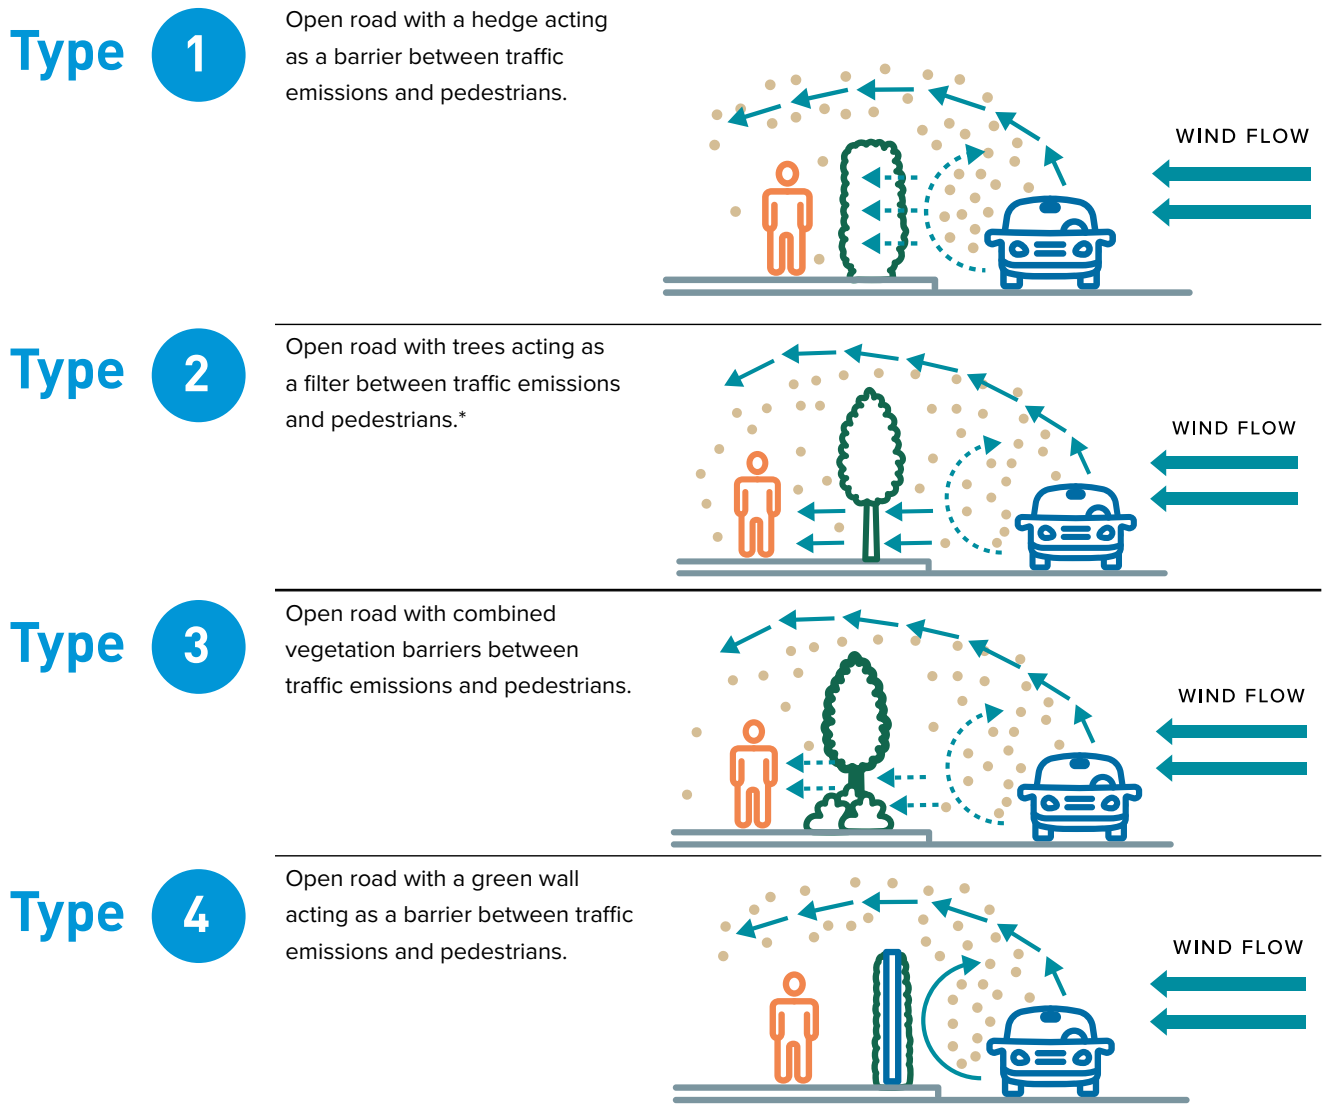 Type 1
Open road with a hedge acting
as a barrier between traffic
emissions and pedestrians.
WIND FLOW
Type 2
Open road with trees acting as
a filter between traffic emissions
and pedestrians.*
WIND FLOW
Type 3
Open road with combined
vegetation barriers between
traffic emissions and pedestrians.
WIND FLOW
Type 4
Open road with a green wall
acting as a barrier between traffic
emissions and pedestrians.
WIND FLOW